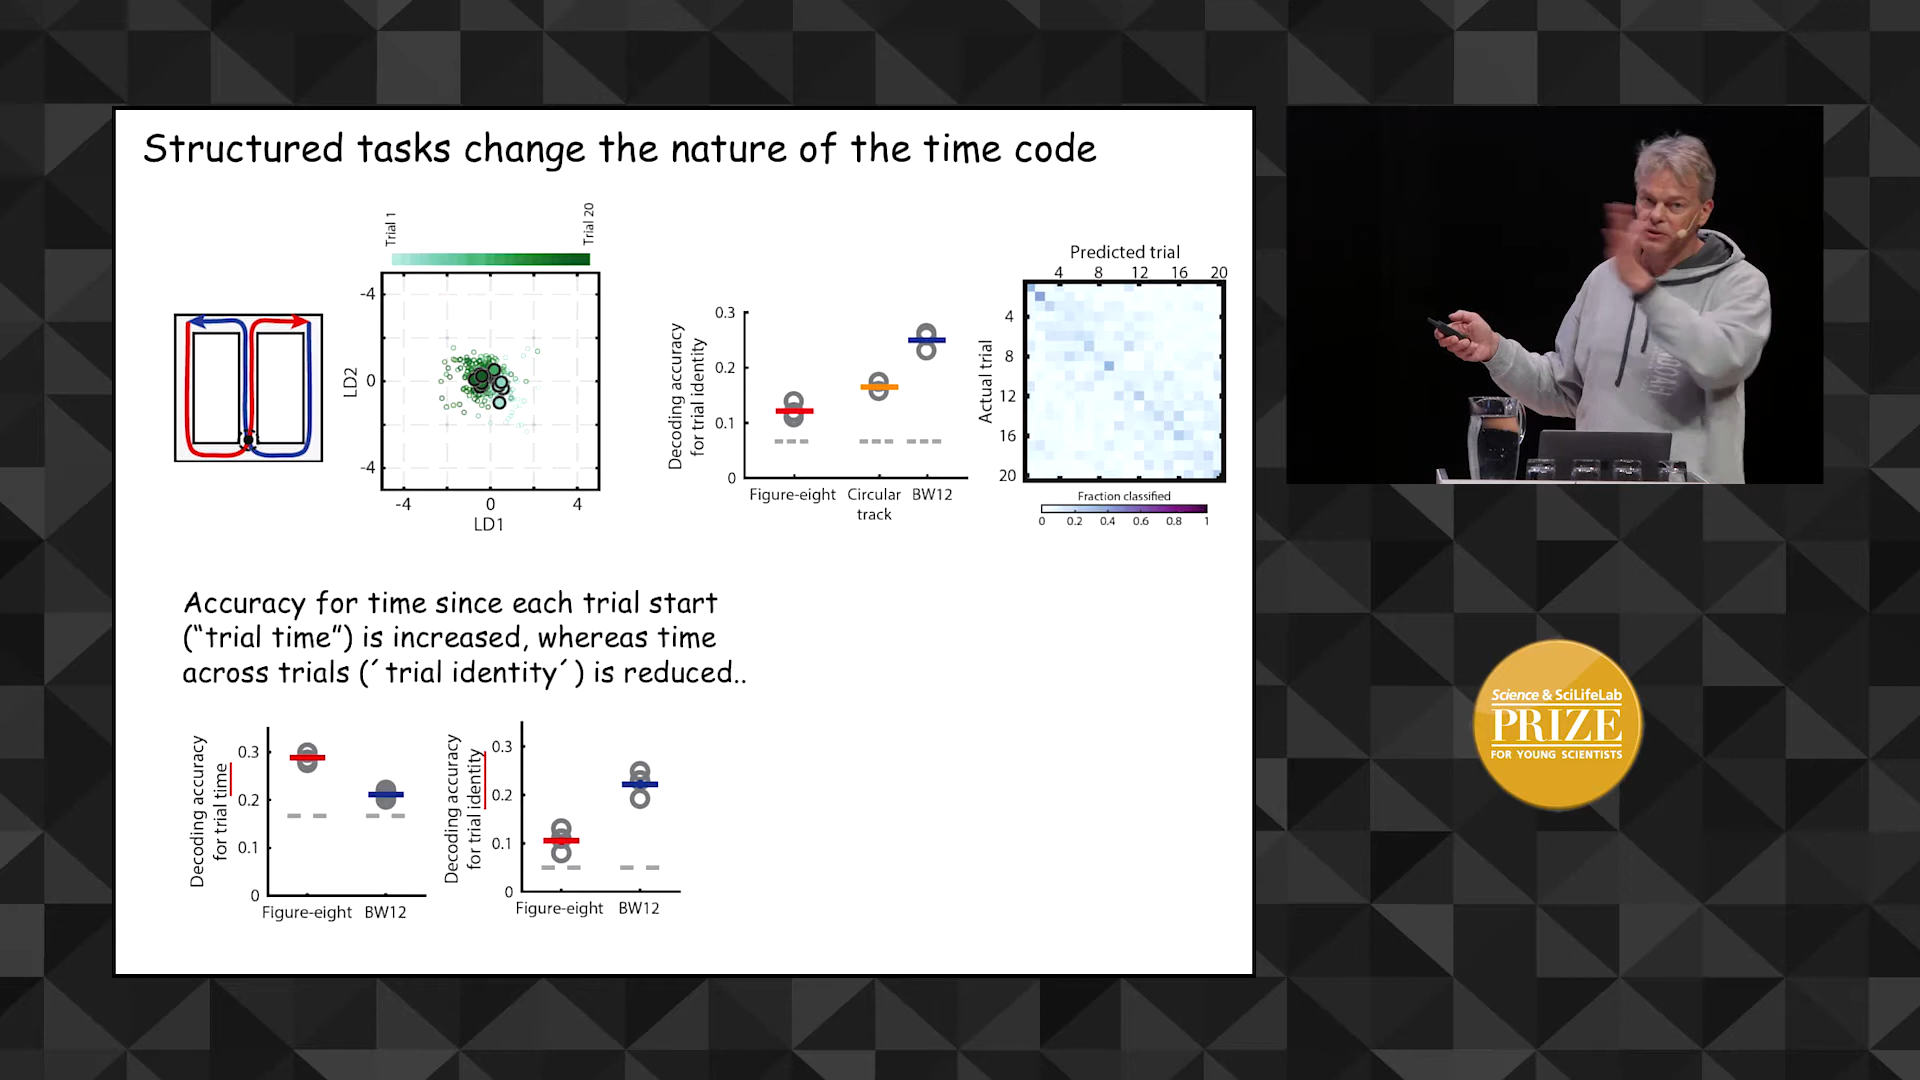 Structured tasks change the nature of the time code
Trial 1
Trial 20
-4
0
-4
LD2
-4
0
4
LD1
0.3
0.2
0.1
0
Decoding accuracy
for trial identity
Figure-eight
Circular
track
BW12
Predicted trial
4 8 12 16 20
Actual trial
4
8
12
16
20
Fraction classified
0 0.2 0.4 0.6 0.8 1
Accuracy for time since each trial start
(“trial time”) is increased, whereas time
across trials (´trial identity´) is reduced..
Decoding accuracy
for trial time
0.3
0.2
0.1
0
Figure-eight BW12
Decoding accuracy
for trial identity
0.3
0.2
0.1
0
Figure-eight BW12
Science & SciLifeLab
PRIZE
FOR YOUNG SCIENTISTS